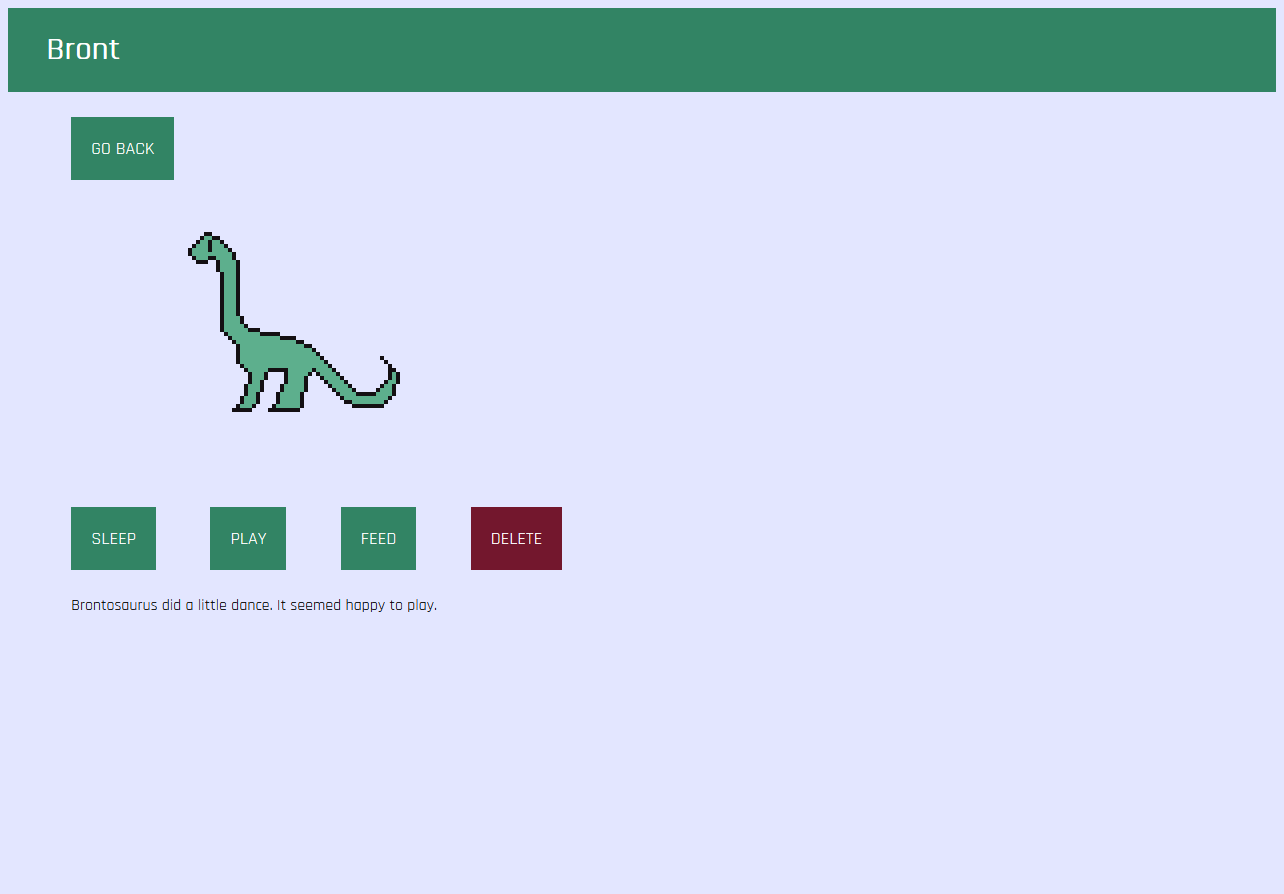 Bront
GO BACK
SLEEP PLAY FEED DELETE
Brontosaurus did a little dance. It seemed happy to play.